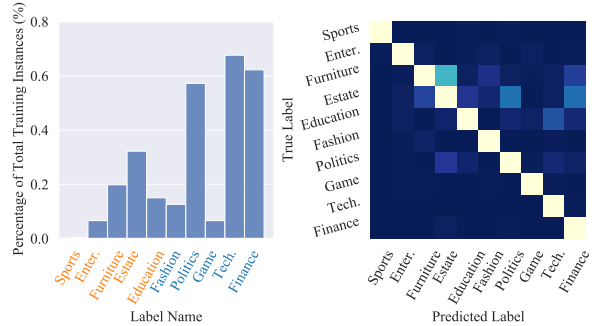 Percentage of Total Training Instances (%)
0.8
0.6
0.4
0.2
0.0
Sports
Enter.
Furniture
Estate
Education
Fashion
Politics
Game
Tech.
Finance
Label Name
True Label
Sports
Enter.
Furniture
Estate
Education
Fashion
Politics
Game
Tech.
Finance
Sports
Enter.
Furniture
Estate
Education
Fashion
Politics
Game
Tech.
Finance
Predicted Label